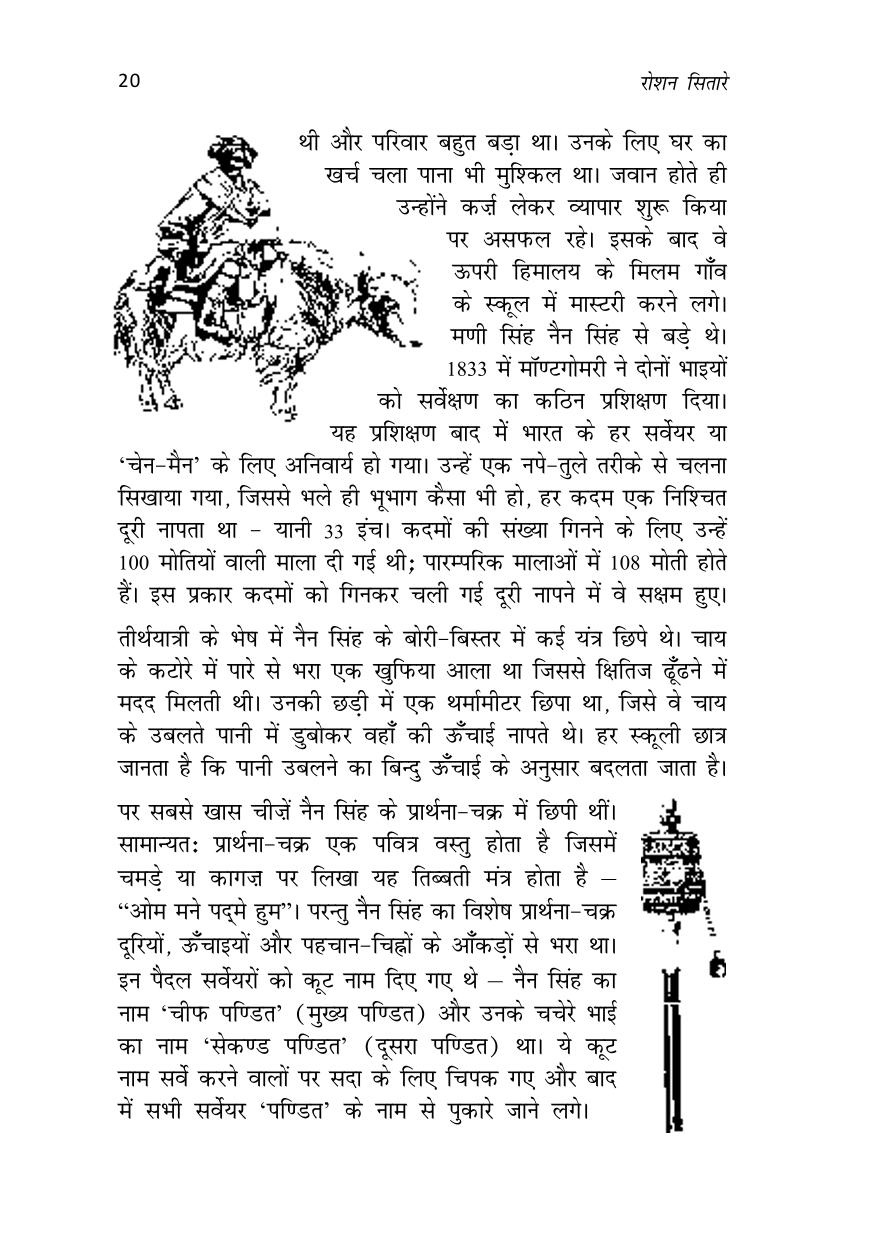 20 रोशन सितारे
थी और परिवार बहुत बड़ा था। उनके लिए घर का
खर्च चला पाना भी मुश्किल था। जवान होते ही
उन्होंने कर्ज़ लेकर व्यापार शुरू किया
पर असफल रहे। इसके बाद वे
ऊपरी हिमालय के मिलम गाँव
के स्कूल में मास्टरी करने लगे।
मणी सिंह नैन सिंह से बड़े थे।
1833 में मॉण्टगोमरी ने दोनों भाइयों
को सर्वेक्षण का कठिन प्रशिक्षण दिया।
यह प्रशिक्षण बाद में भारत के हर सर्वेयर या
‘चेन-मैन’ के लिए अनिवार्य हो गया। उन्हें एक नपे-तुले तरीके से चलना
सिखाया गया, जिससे भले ही भूभाग कैसा भी हो, हर कदम एक निश्चित
दूरी नापता था - यानी 33 इंच। कदमों की संख्या गिनने के लिए उन्हें
100 मोतियों वाली माला दी गई थी; पारम्परिक मालाओं में 108 मोती होते
हैं। इस प्रकार कदमों को गिनकर चली गई दूरी नापने में वे सक्षम हुए।
तीर्थयात्री के भेष में नैन सिंह के बोरी-बिस्तर में कई यंत्र छिपे थे। चाय
के कटोरे में पारे से भरा एक खुफिया आला था जिससे क्षितिज ढूँढने में
मदद मिलती थी। उनकी छड़ी में एक थर्मामीटर छिपा था, जिसे वे चाय
के उबलते पानी में डुबोकर वहाँ की ऊँचाई नापते थे। हर स्कूली छात्र
जानता है कि पानी उबलने का बिन्दु ऊँचाई के अनुसार बदलता जाता है।
पर सबसे खास चीज़ें नैन सिंह के प्रार्थना-चक्र में छिपी थीं।
सामान्यत: प्रार्थना-चक्र एक पवित्र वस्तु होता है जिसमें
चमड़े या कागज़ पर लिखा यह तिब्बती मंत्र होता है –
“ओम मने पद्‌मे हुम”। परन्तु नैन सिंह का विशेष प्रार्थना-चक्र
दूरियों, ऊँचाइयों और पहचान-चिह्नों के आँकड़ों से भरा था।
इन पैदल सर्वेयरों को कूट नाम दिए गए थे – नैन सिंह का
नाम ‘चीफ पण्डित’ (मुख्य पण्डित) और उनके चचेरे भाई
का नाम ‘सेकण्ड पण्डित’ (दूसरा पण्डित) था। ये कूट
नाम सर्वे करने वालों पर सदा के लिए चिपक गए और बाद
में सभी सर्वेयर ‘पण्डित’ के नाम से पुकारे जाने लगे।